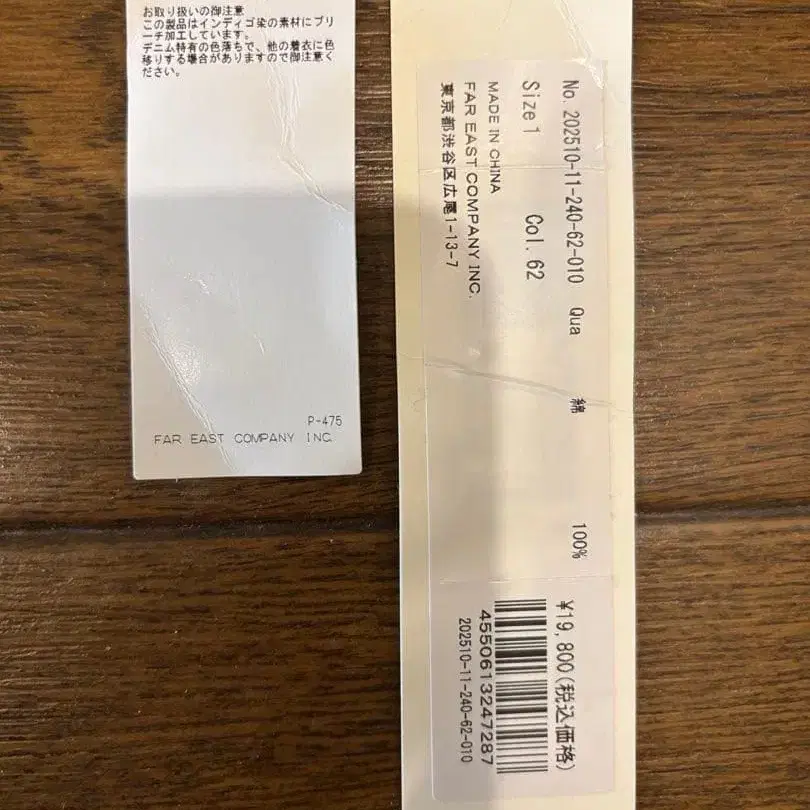 お取り扱いの御注意
この製品はインディゴ染の素材にブリ
ーチ加工しています。
デニム特有の色落ちで、他の着衣に色
移りする場合がありますので御注意く
ださい。
P-475
FAR EAST COMPANY INC.
No. 202510-11-240-62-010 Qua 綿 100%
Size 1 Col. 62
MADE IN CHINA
FAR EAST COMPANY INC.
東京都渋谷区広尾1-13-7
¥19,800(税込価格)
4550613247287
202510-11-240-62-010